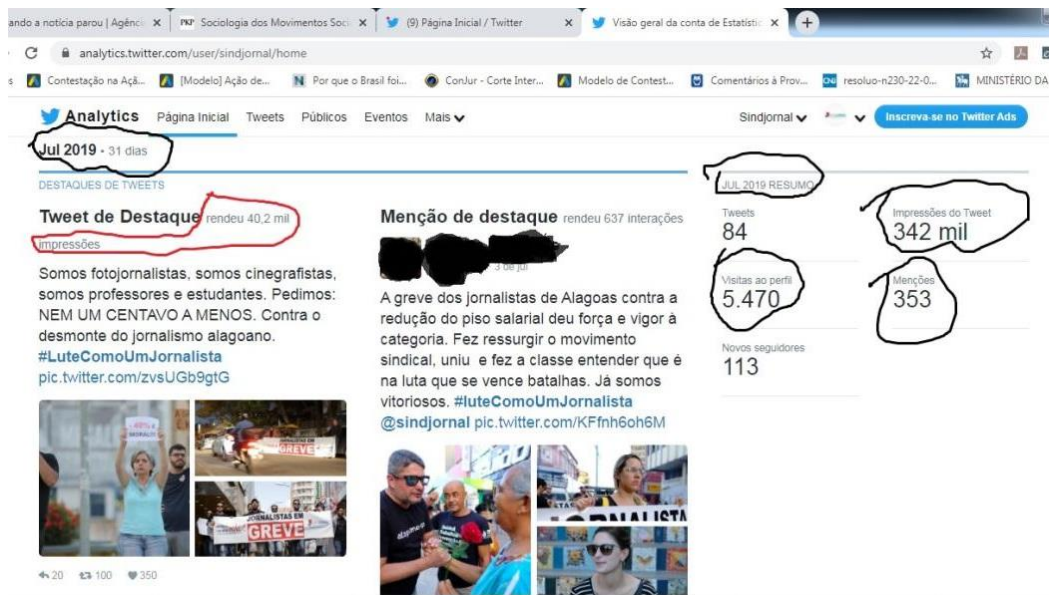 ando a notícia parou | Agênc
PKP Sociologia dos Movimentos Soci
(9) Página Inicial / Twitter
Visão geral da conta de Estatístic
analytics.twitter.com/user/sindjornal/home
Contestação na Açã...
[Modelo] Ação de...
Por que o Brasil foi...
ConJur - Corte Inter...
Modelo de Contest...
Comentários à Prov...
resoluo-n230-22-0...
MINISTÉRIO DA
Analytics Página Inicial Tweets Públicos Eventos Mais
Sindjornal
Inscreva-se no Twitter Ads
Jul 2019 • 31 dias
DESTAQUES DE TWEETS
Tweet de Destaque rendeu 40,2 mil
impressões
Somos fotojornalistas, somos cinegrafistas,
somos professores e estudantes. Pedimos:
NEM UM CENTAVO A MENOS. Contra o
desmonte do jornalismo alagoano.
#LuteComoUmJornalista
pic.twitter.com/zvsUGb9gtG
JORNALISTAS EM
GREVE
JORNALISTAS EM
GREVE
20 100 350
Menção de destaque rendeu 637 interações
3 de jul
A greve dos jornalistas de Alagoas contra a
redução do piso salarial deu força e vigor à
categoria. Fez ressurgir o movimento
sindical, uniu e fez a classe entender que é
na luta que se vence batalhas. Já somos
vitoriosos. #luteComoUmJornalista
@sindjornal pic.twitter.com/KFfnh6oh6M
JORNALISTA
JUL 2019 RESUMO
Tweets
84
Impressões do Tweet
342 mil
Visitas ao perfil
5.470
Menções
353
Novos seguidores
113